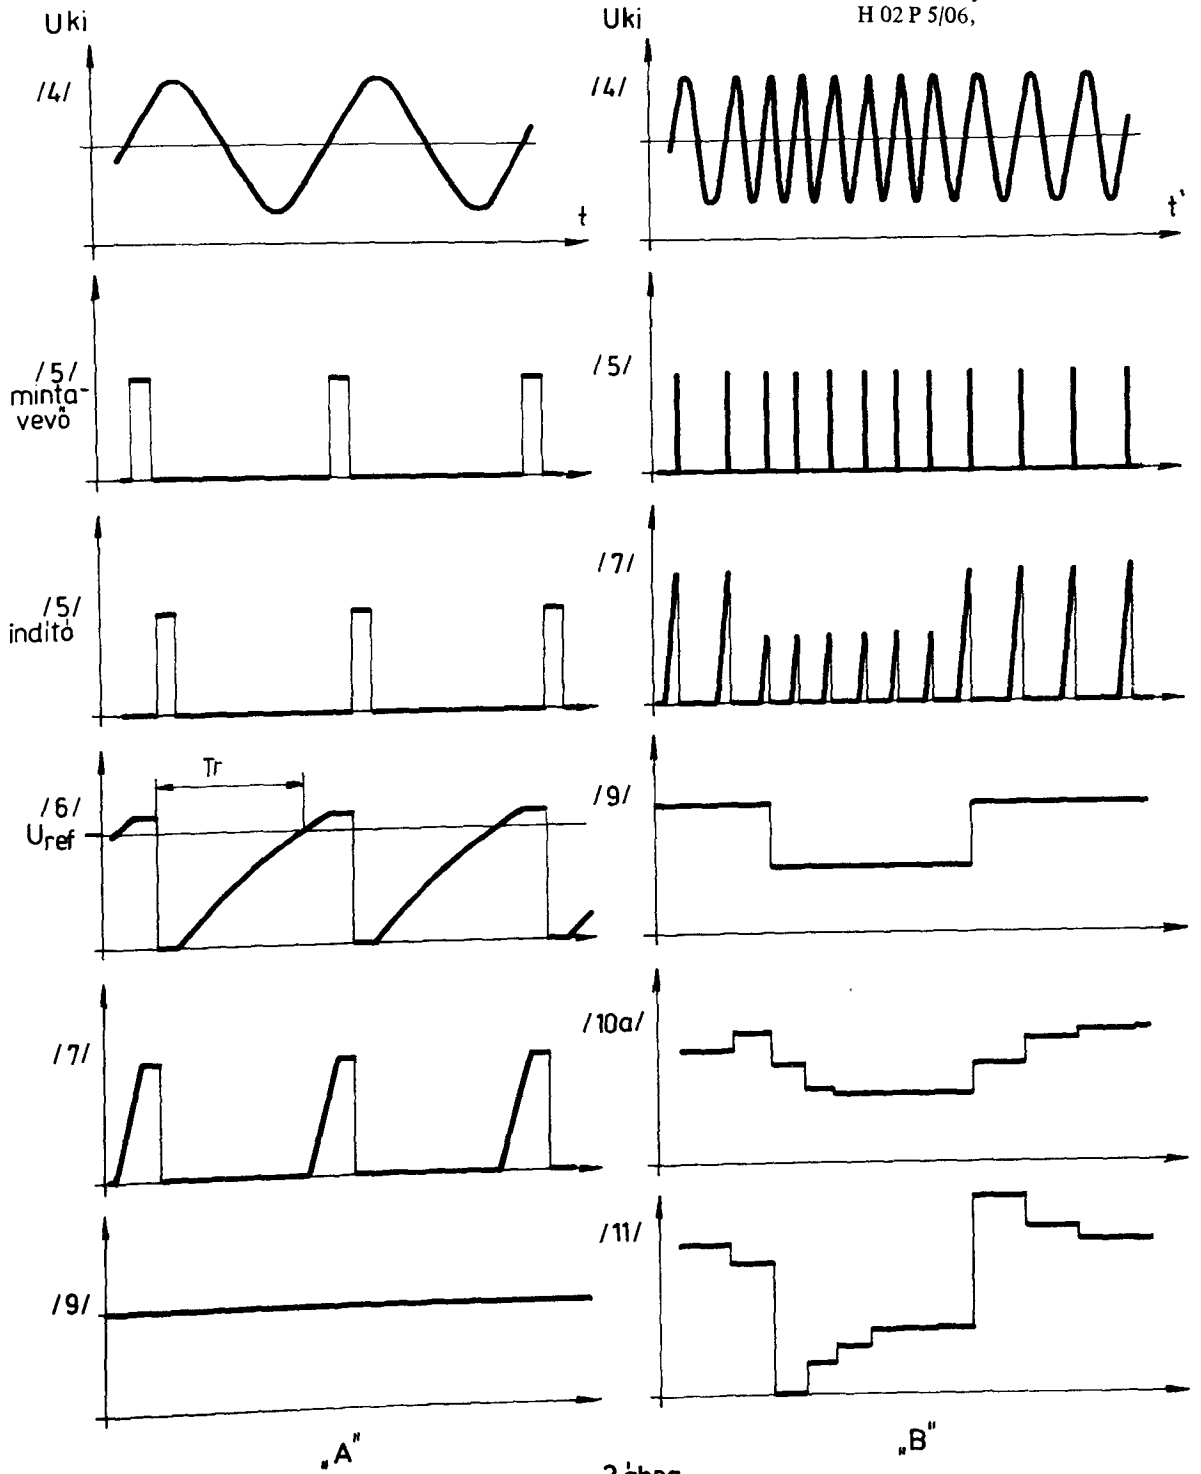 H 02 P 5/06,
Uki
/4/
t
/5/
minta-
vevő
/5/
indító
Tr
/6/
Uref
/7/
/9/
„A"
Uki
/4/
t'
/5/
/7/
/9/
/10a/
/11/
„B"